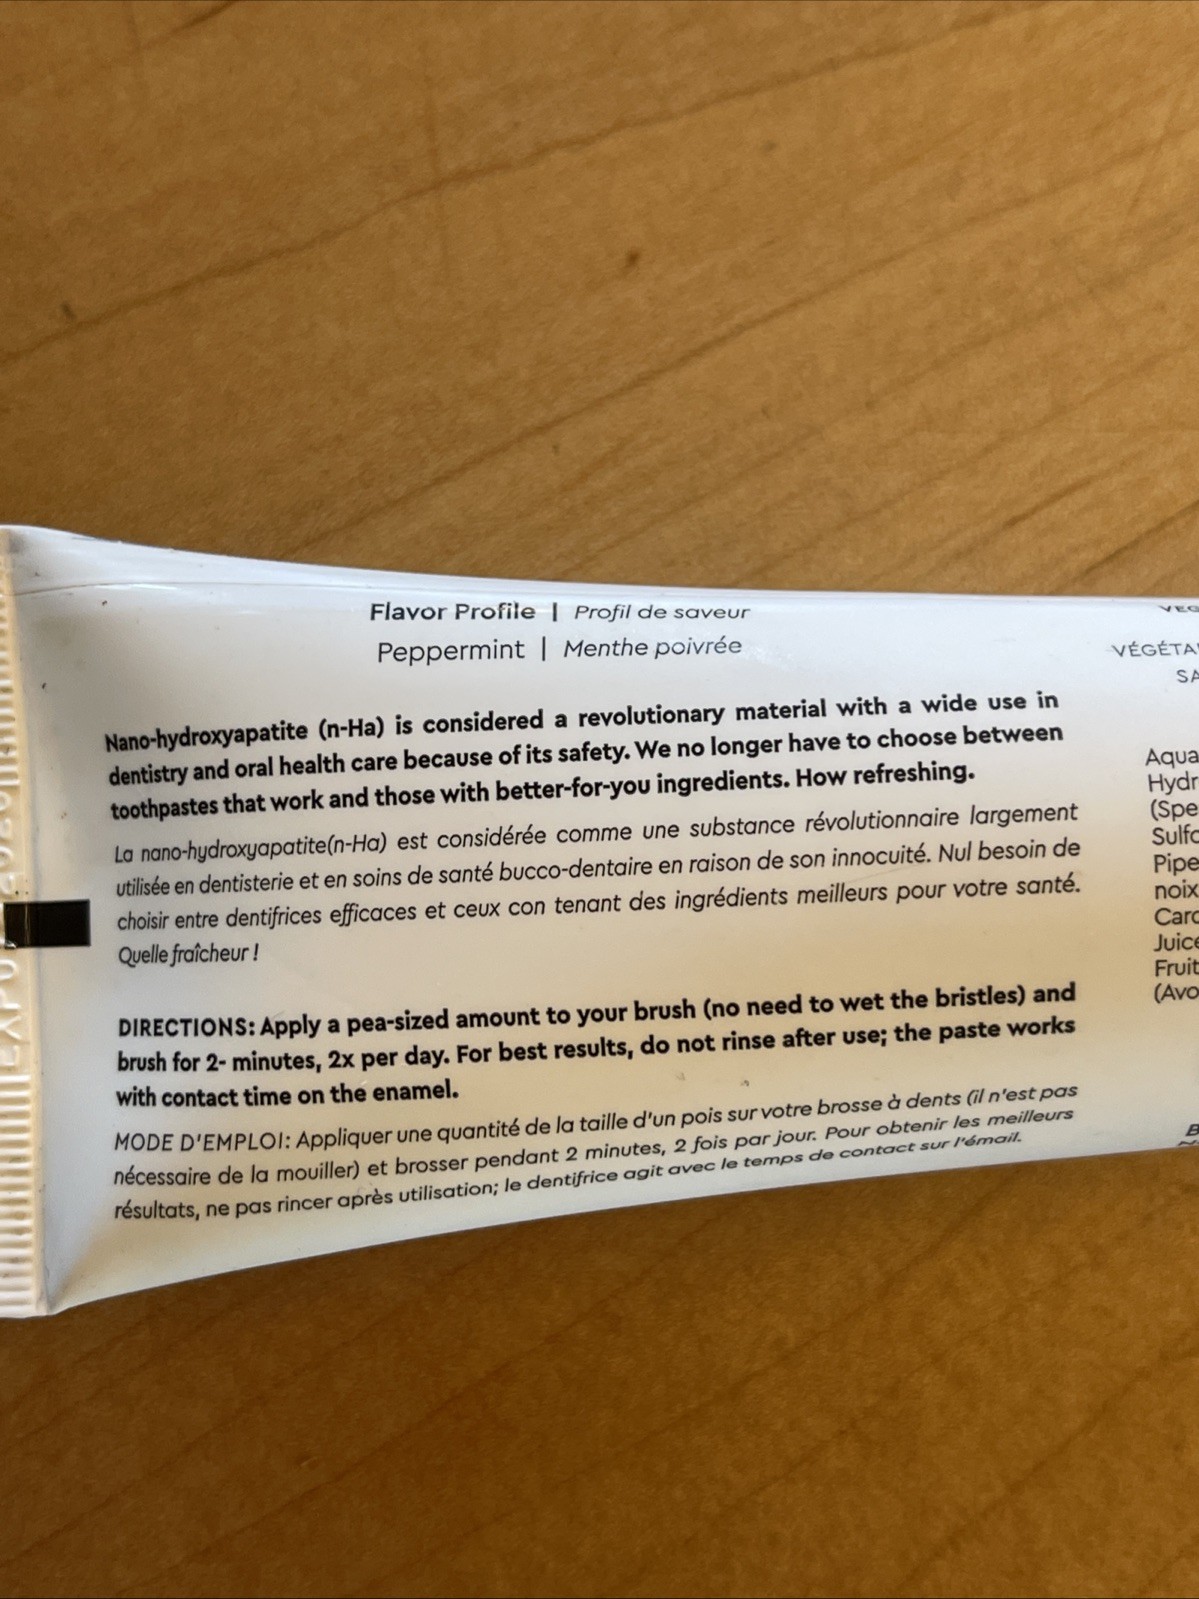 Flavor Profile | Profil de saveur
Peppermint | Menthe poivrée
Nano-hydroxyapatite (n-Ha) is considered a revolutionary material with a wide use in
dentistry and oral health care because of its safety. We no longer have to choose between
toothpastes that work and those with better-for-you ingredients. How refreshing.
La nano-hydroxyapatite(n-Ha) est considérée comme une substance révolutionnaire largement
utilisée en dentisterie et en soins de santé bucco-dentaire en raison de son innocuité. Nul besoin de
choisir entre dentifrices efficaces et ceux con tenant des ingrédients meilleurs pour votre santé.
Quelle fraîcheur !
DIRECTIONS: Apply a pea-sized amount to your brush (no need to wet the bristles) and
brush for 2- minutes, 2x per day. For best results, do not rinse after use; the paste works
with contact time on the enamel.
MODE D'EMPLOI: Appliquer une quantité de la taille d'un pois sur votre brosse à dents (il n'est pas
nécessaire de la mouiller) et brosser pendant 2 minutes, 2 fois par jour. Pour obtenir les meilleurs
résultats, ne pas rincer après utilisation; le dentifrice agit avec le temps de contact sur l'émail.
VEG
VÉGÉTA
SA
Aqua
Hydr
(Spe
Sulfo
Pipe
noix
Carc
Juice
Fruit
(Avo